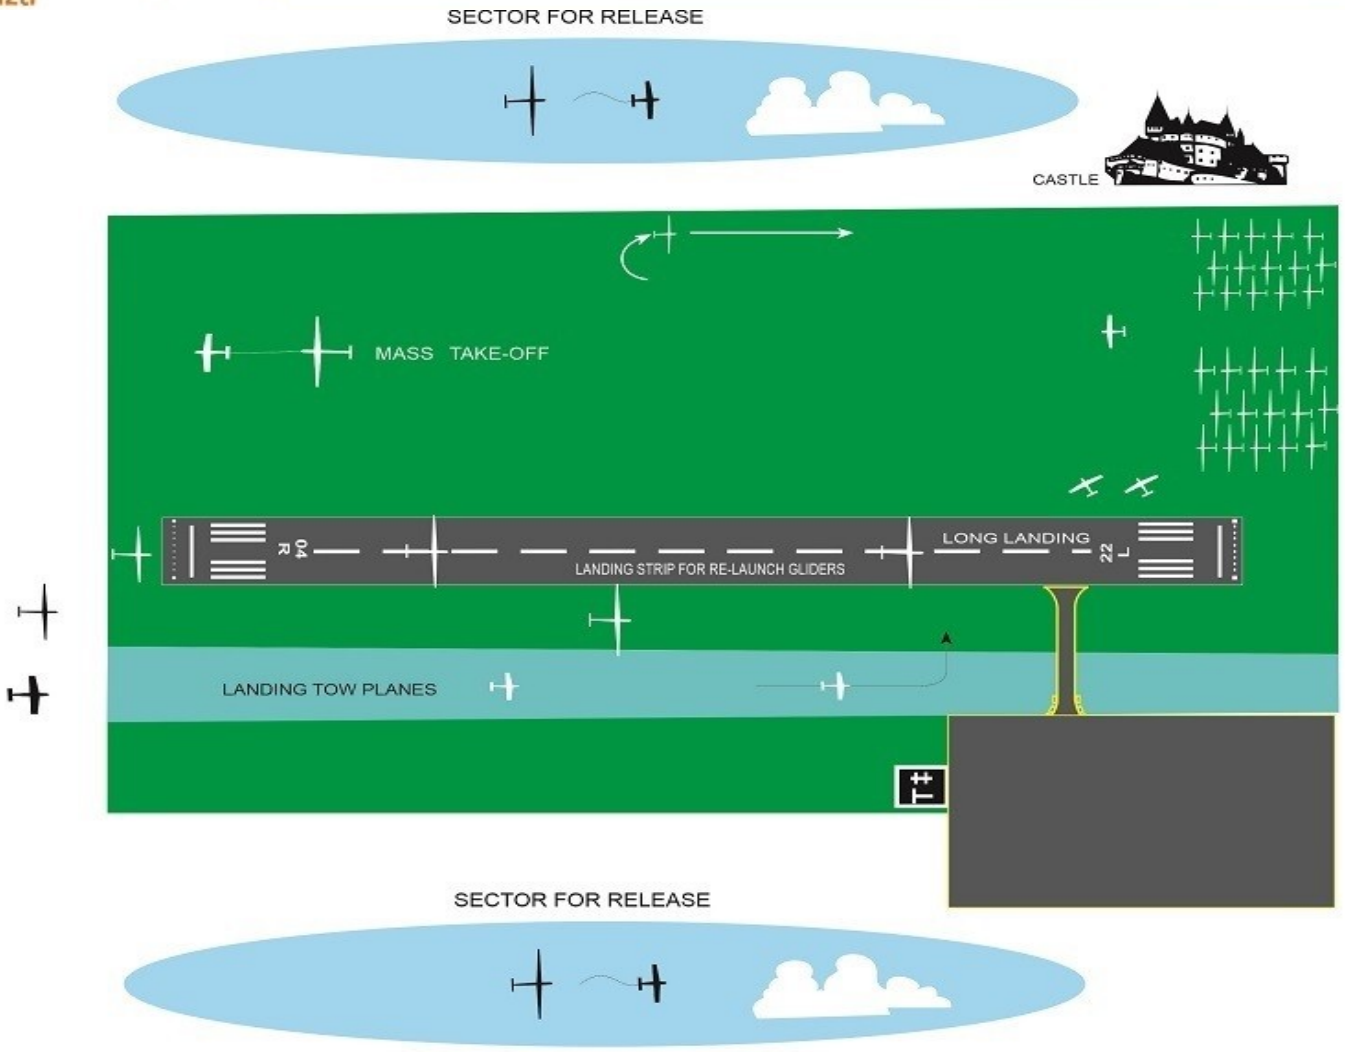 SECTOR FOR RELEASE
CASTLE
MASS TAKE-OFF
LONG LANDING
04
R
22
L
LANDING STRIP FOR RE-LAUNCH GLIDERS
LANDING TOW PLANES
T
SECTOR FOR RELEASE